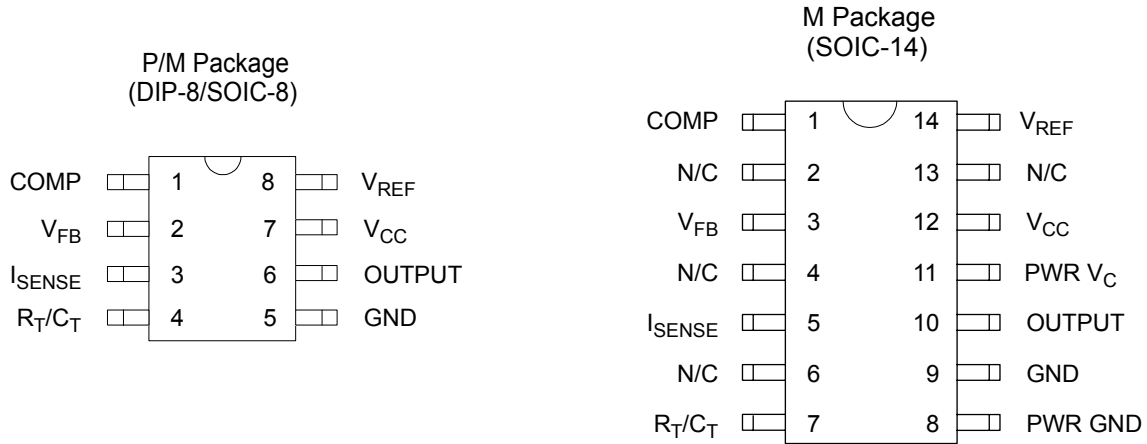 P/M Package
(DIP-8/SOIC-8)
COMP 1 8 VREF
VFB 2 7 VCC
ISENSE 3 6 OUTPUT
RT/CT 4 5 GND
M Package
(SOIC-14)
COMP 1 14 VREF
N/C 2 13 N/C
VFB 3 12 VCC
N/C 4 11 PWR VC
ISENSE 5 10 OUTPUT
N/C 6 9 GND
RT/CT 7 8 PWR GND